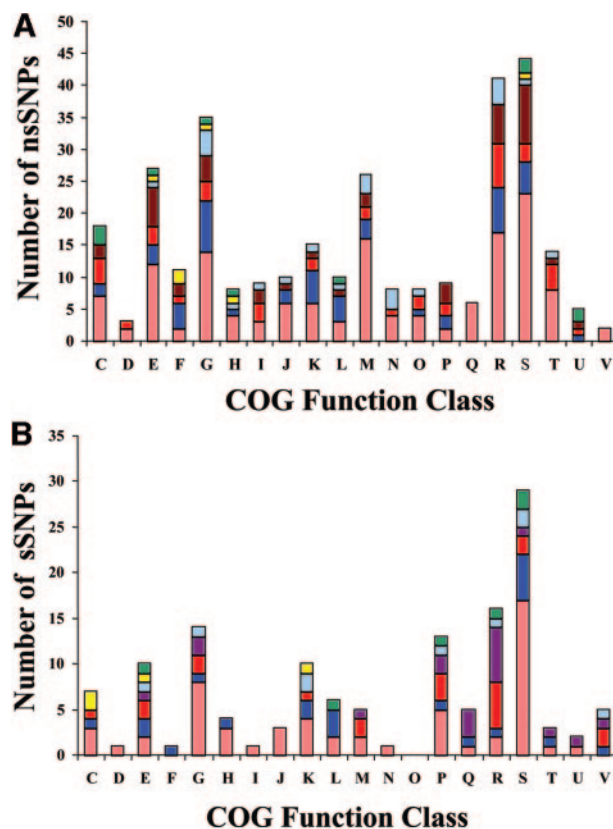 A
50
45
40
35
30
25
20
15
10
5
0
Number of nsSNPs
C D E F G H I J K L M N O P Q R S T U V
COG Function Class
B
35
30
25
20
15
10
5
0
Number of sSNPs
C D E F G H I J K L M N O P Q R S T U V
COG Function Class